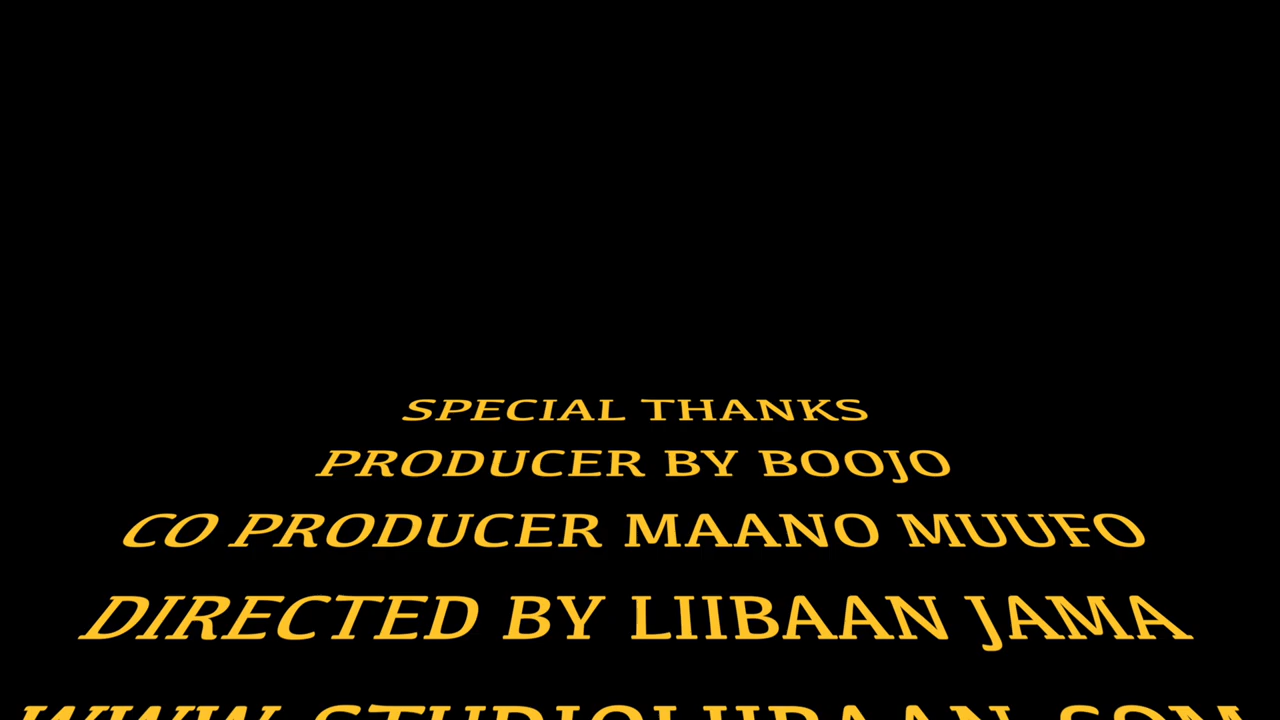 SPECIAL THANKS
PRODUCER BY BOOJO
CO PRODUCER MAANO MUUFO
DIRECTED BY LIIBAAN JAMA